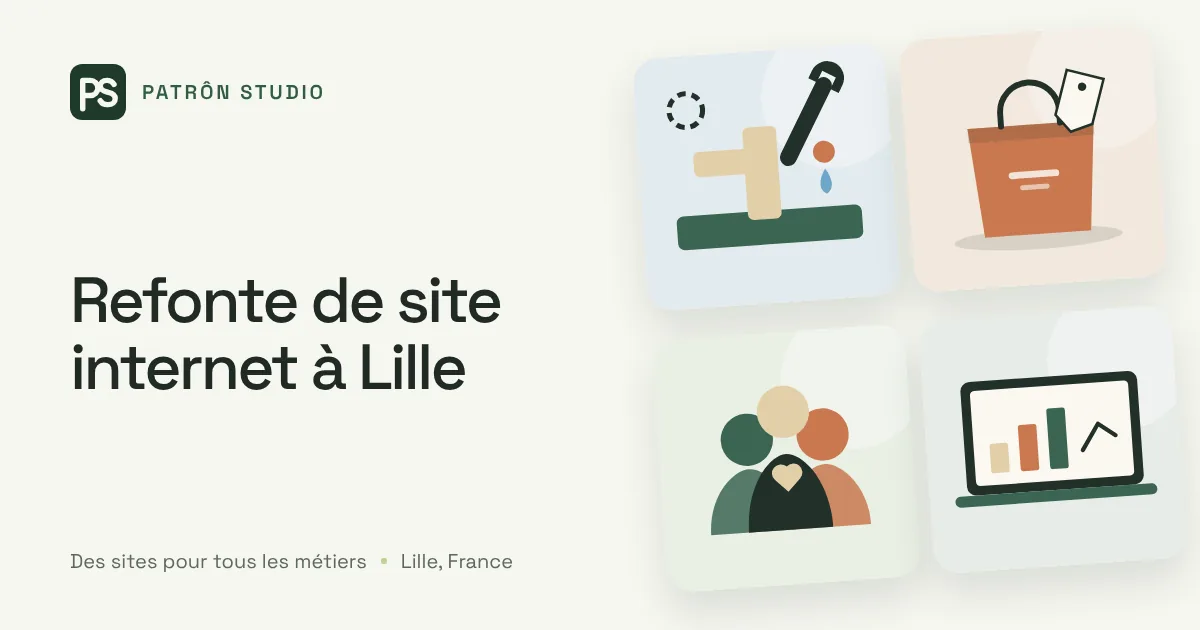 PS
PATRÔN STUDIO
Refonte de site
internet à Lille
Des sites pour tous les métiers • Lille, France